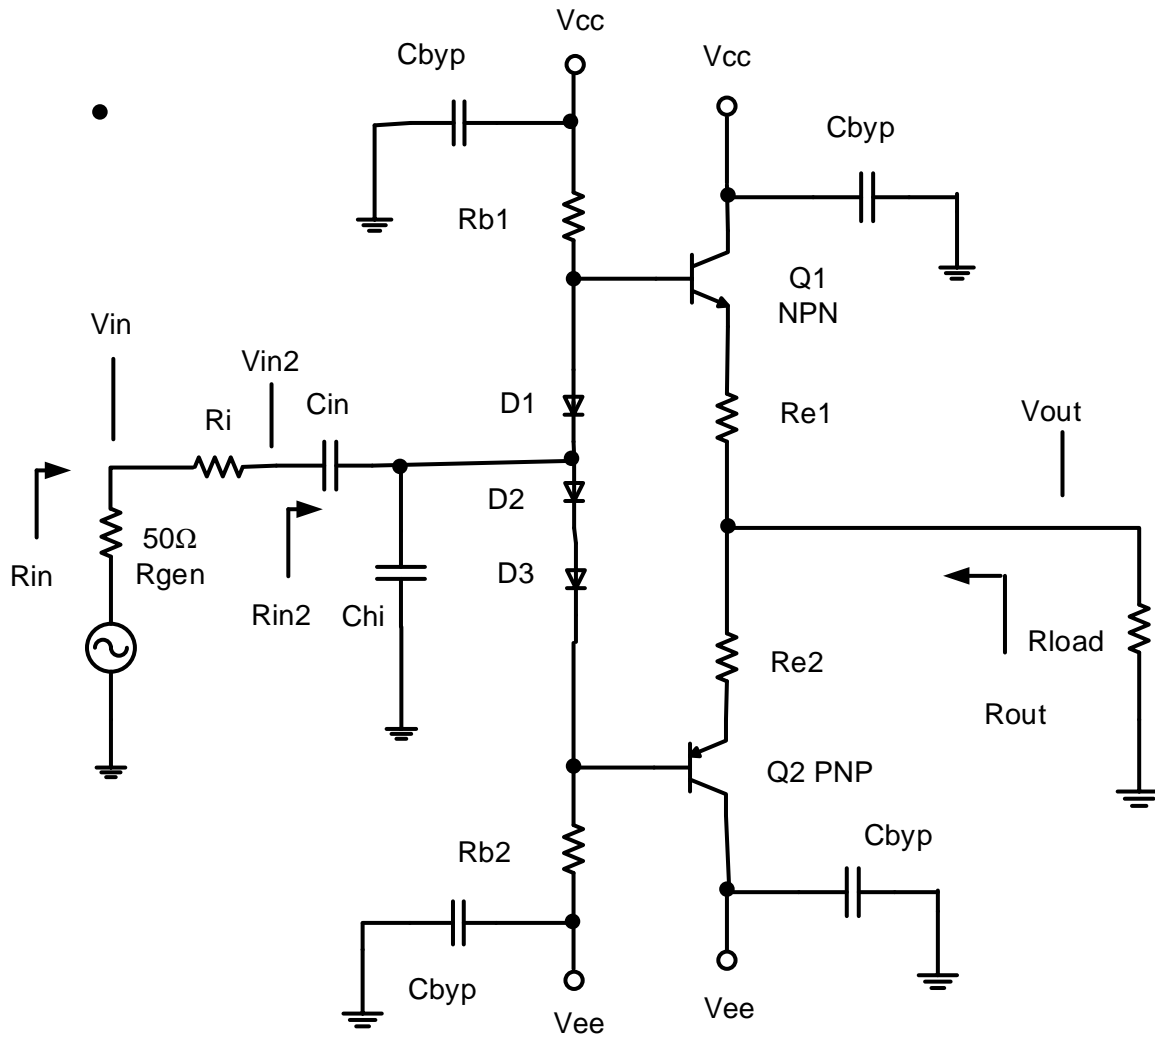 Vcc
Cbyp
Vcc
Cbyp
Rb1
Q1
NPN
Vin
Vin2
Cin
Ri
D1
Re1
Vout
D2
50Ω
Rgen
Rin
D3
Rin2
Chi
Rload
Re2
Rout
Q2 PNP
Rb2
Cbyp
Cbyp
Vee
Vee